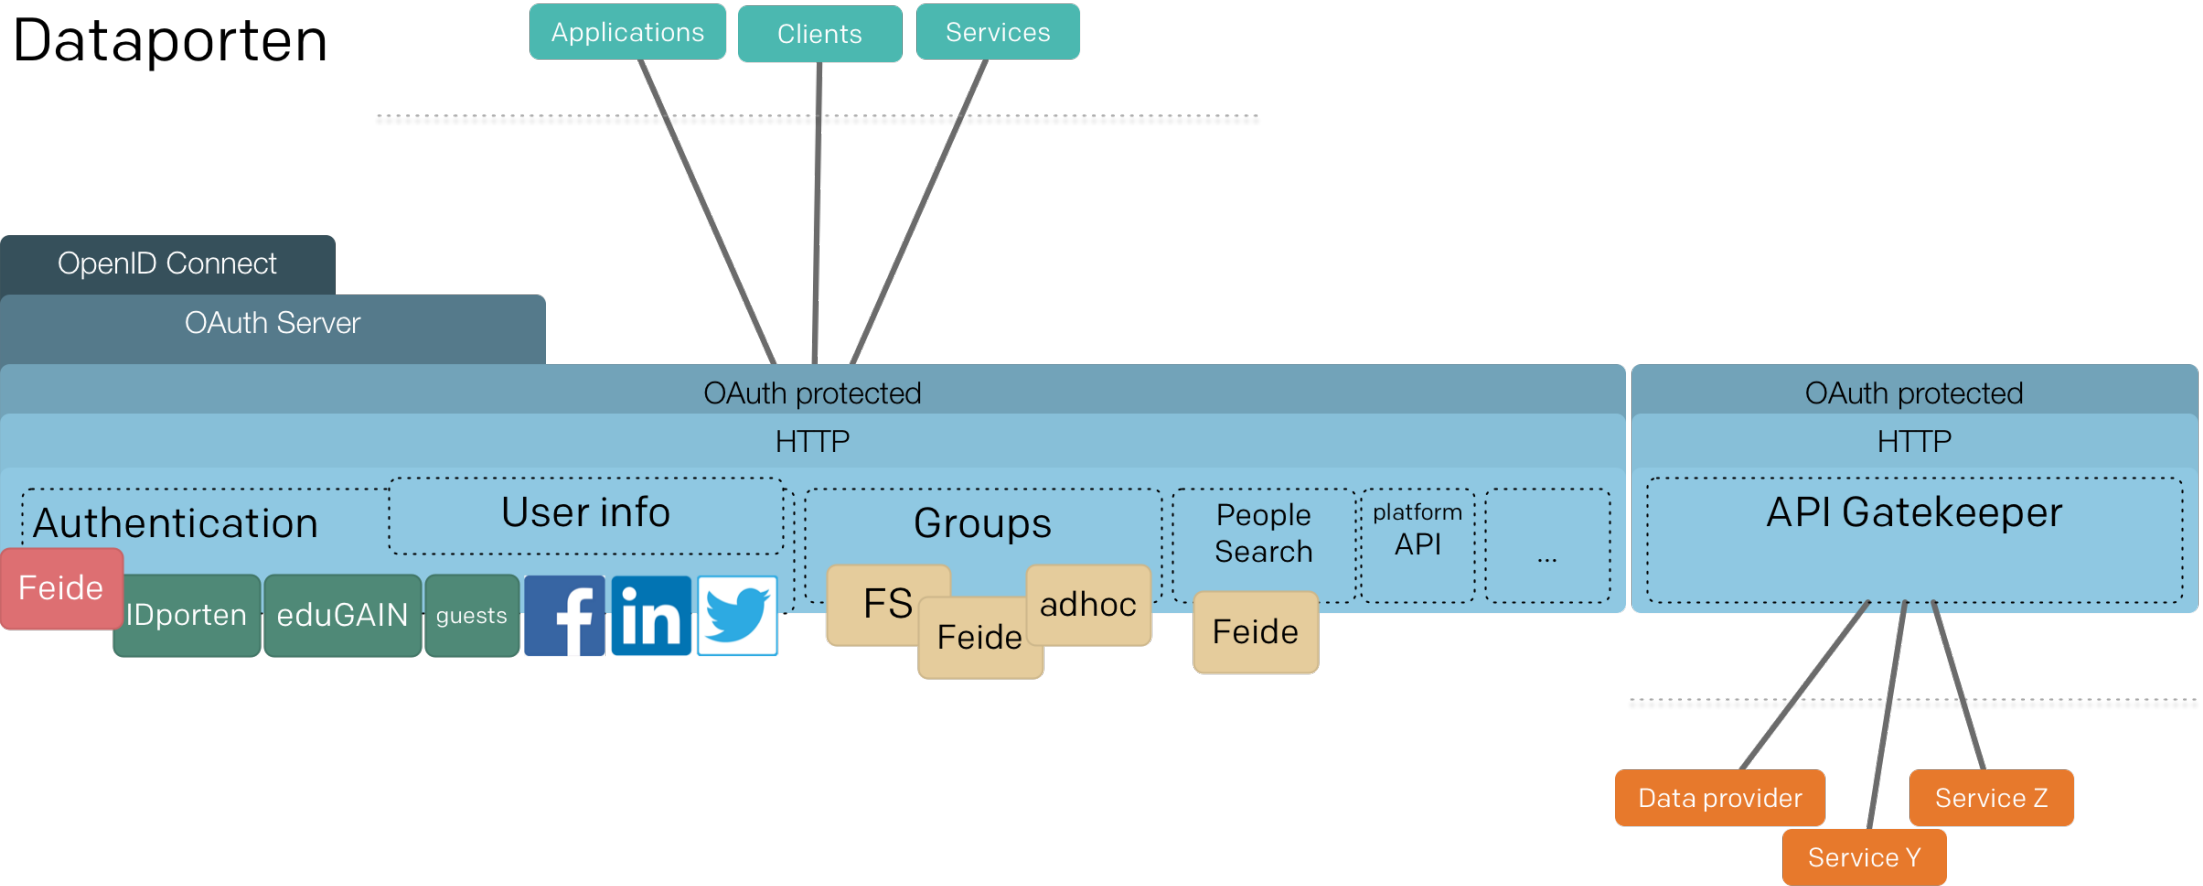 Dataporten
Applications
Clients
Services
OpenID Connect
OAuth Server
OAuth protected
HTTP
Authentication
User info
Groups
People
Search
platform
API
...
Feide
IDporten
eduGAIN
guests
f
in
FS
Feide
adhoc
Feide
OAuth protected
HTTP
API Gatekeeper
Data provider
Service Z
Service Y